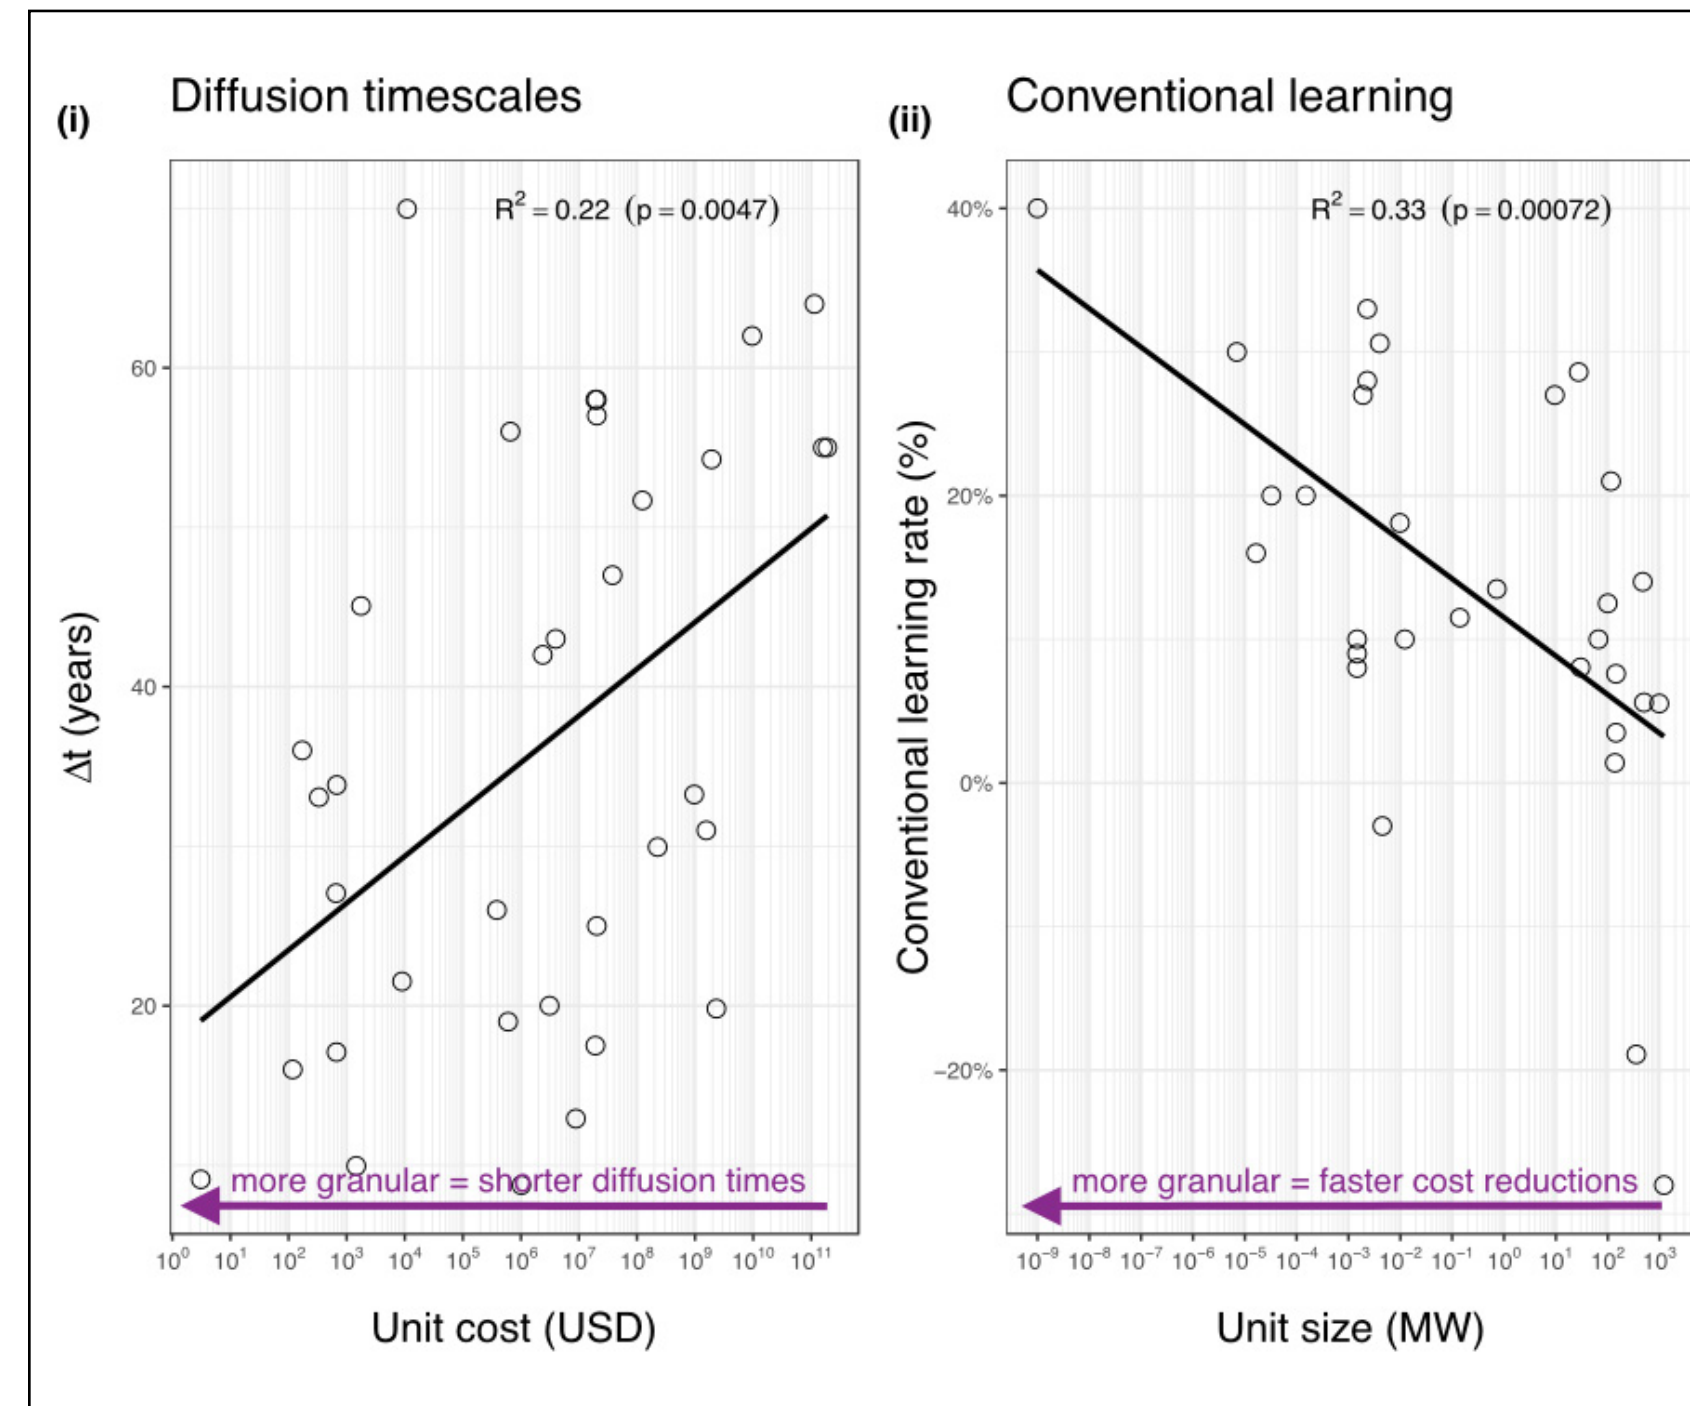 Diffusion timescales
(i)
R² = 0.22 (p = 0.0047)
60
40
20
Δt (years)
more granular = shorter diffusion times
10⁰ 10¹ 10² 10³ 10⁴ 10⁵ 10⁶ 10⁷ 10⁸ 10⁹ 10¹⁰ 10¹¹
Unit cost (USD)
Conventional learning
(ii)
R² = 0.33 (p = 0.00072)
40%
20%
0%
−20%
Conventional learning rate (%)
more granular = faster cost reductions
10⁻⁹ 10⁻⁸ 10⁻⁷ 10⁻⁶ 10⁻⁵ 10⁻⁴ 10⁻³ 10⁻² 10⁻¹ 10⁰ 10¹ 10² 10³
Unit size (MW)